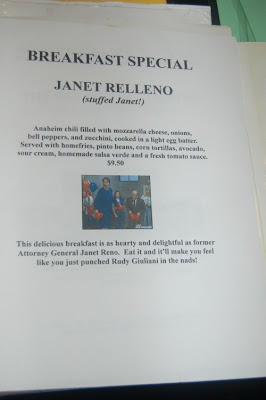 BREAKFAST SPECIAL
JANET RELLENO
(stuffed Janet!)
Anaheim chili filled with mozzarella cheese, onions,
bell peppers, and zucchini, cooked in a light egg batter.
Served with homefries, pinto beans, corn tortillas, avocado,
sour cream, homemade salsa verde and a fresh tomato sauce.
$9.50
This delicious breakfast is as hearty and delightful as former
Attorney General Janet Reno. Eat it and it'll make you feel
like you just punched Rudy Giuliani in the nads!